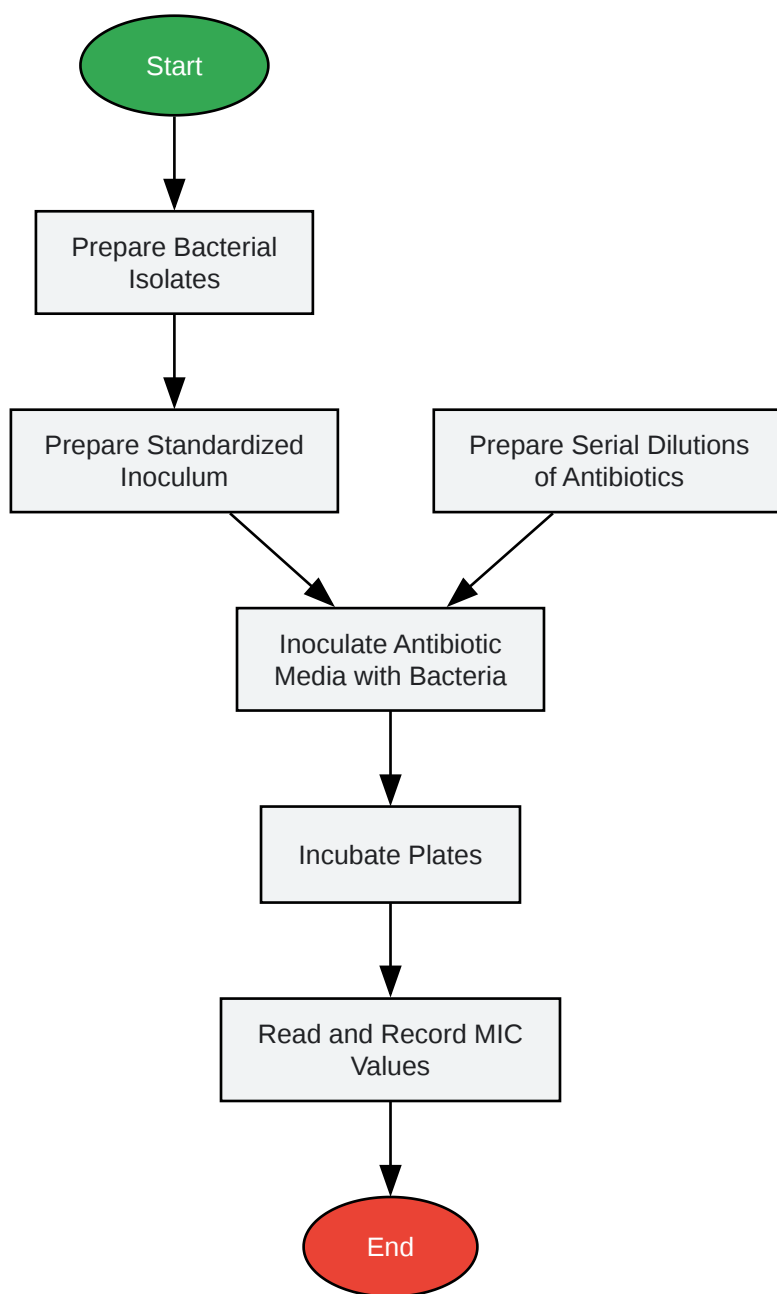 Start
Prepare Bacterial
Isolates
Prepare Standardized
Inoculum
Prepare Serial Dilutions
of Antibiotics
Inoculate Antibiotic
Media with Bacteria
Incubate Plates
Read and Record MIC
Values
End